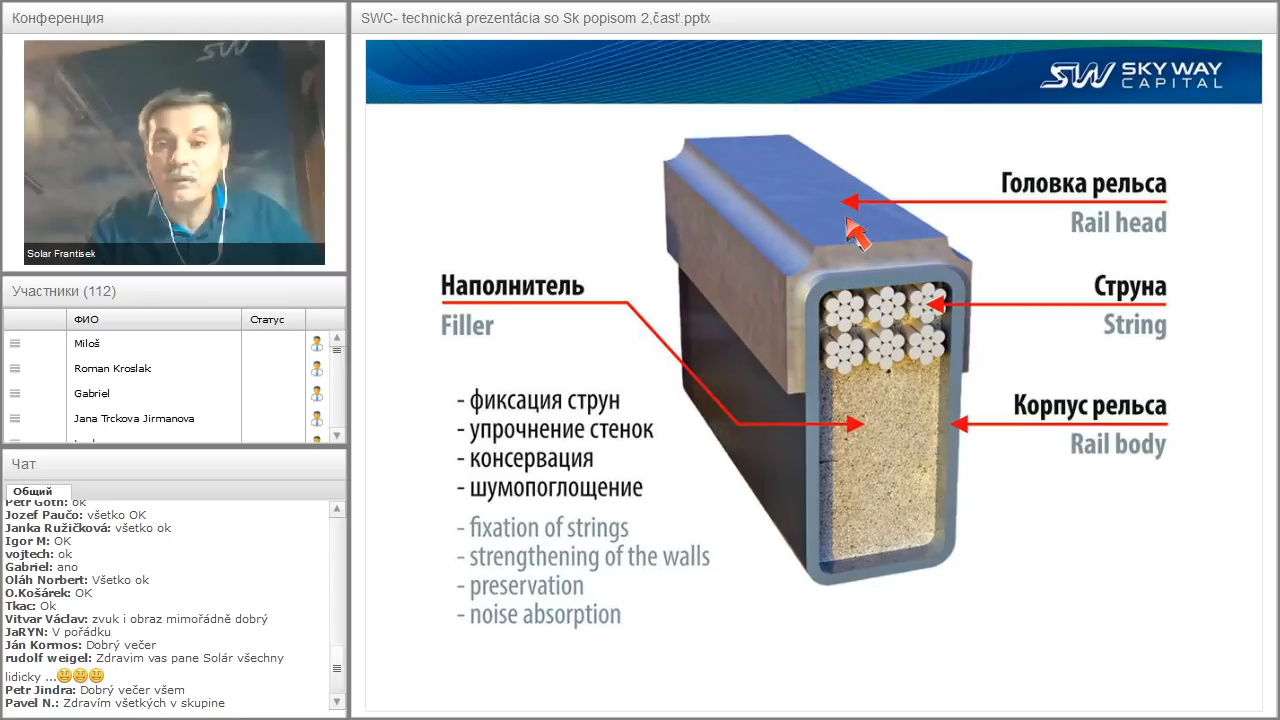 Конференция
Solar Frantisek
Участники (112)
ФИО
Статус
Miloš
Roman Kroslak
Gabriel
Jana Trckova Jirmanova
Чат
Общий
Petr Goth: ok
Jozef Paučo: všetko OK
Janka Ružičková: všetko ok
Igor M: OK
vojtech: ok
Gabriel: ano
Oláh Norbert: Všetko ok
O.Košárek: OK
Tkac: Ok
Vitvar Václav: zvuk i obraz mimořádně dobrý
JaRYN: V pořádku
Ján Kormos: Dobrý večer
rudolf weigel: Zdravim vas pane Solár všechny
lidicky ...
Petr Jindra: Dobrý večer všem
Pavel N.: Zdravím všetkých v skupine
SWC- technická prezentácia so Sk popisom 2,časť.pptx
SW SKY WAY
CAPITAL
SW
Головка рельса
Rail head
Наполнитель
Filler
Струна
String
Корпус рельса
Rail body
- фиксация струн
- упрочнение стенок
- консервация
- шумопоглощение
- fixation of strings
- strengthening of the walls
- preservation
- noise absorption